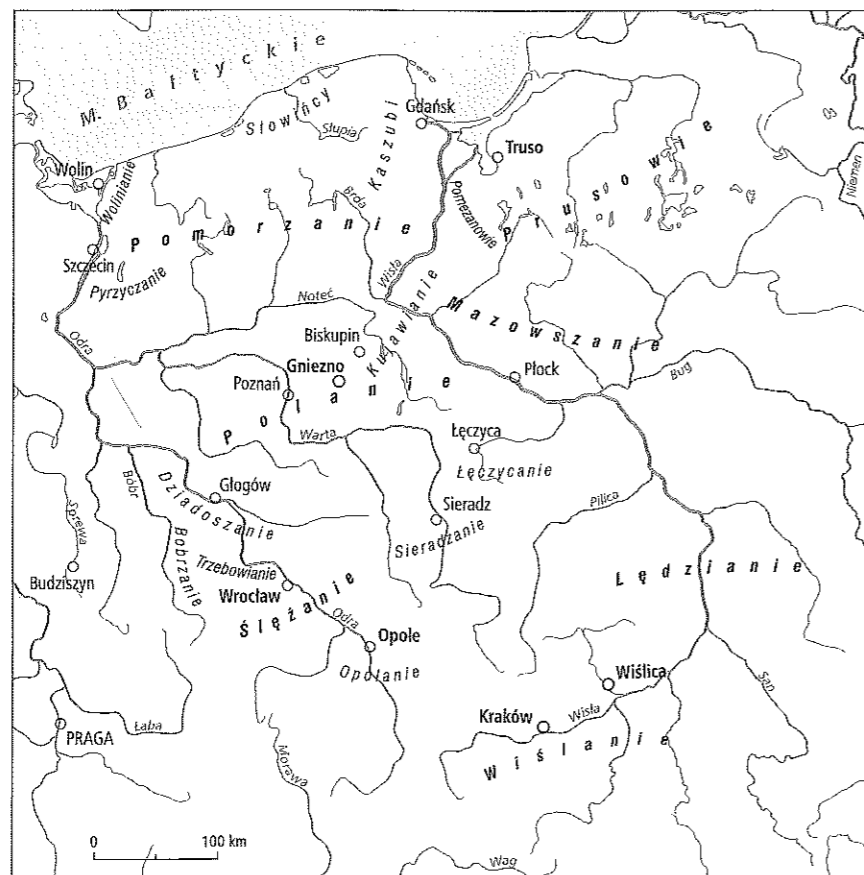 M. Bałtyckie
Słowińcy
Słupia
Kaszubi
Gdańsk
Truso
Prusowie
Niemen
Wolin
Wolinianie
Pomorzanie
Brda
Pomezanowie
Szczecin
Pyrzyczanie
Wisła
Noteć
Kujawianie
Mazowszanie
Odra
Biskupin
Gniezno
Poznań
Polanie
Płock
Bug
Warta
Łęczyca
Łęczycanie
Bóbr
Głogów
Dziadoszanie
Sieradz
Sieradzanie
Pilica
Sprewa
Bobrzanie
Budziszyn
Trzebowianie
Wrocław
Ślężanie
Lędzianie
Odra
Opole
Opolanie
Wiślica
San
PRAGA
Łaba
Kraków
Wisła
Wiślanie
Morawa
0 100 km
Wag